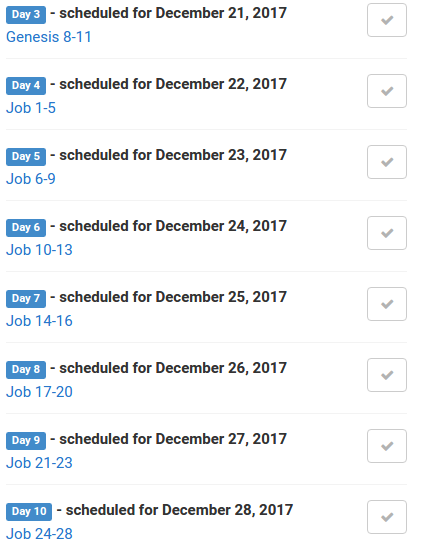 Day 3 - scheduled for December 21, 2017
Genesis 8-11
Day 4 - scheduled for December 22, 2017
Job 1-5
Day 5 - scheduled for December 23, 2017
Job 6-9
Day 6 - scheduled for December 24, 2017
Job 10-13
Day 7 - scheduled for December 25, 2017
Job 14-16
Day 8 - scheduled for December 26, 2017
Job 17-20
Day 9 - scheduled for December 27, 2017
Job 21-23
Day 10 - scheduled for December 28, 2017
Job 24-28